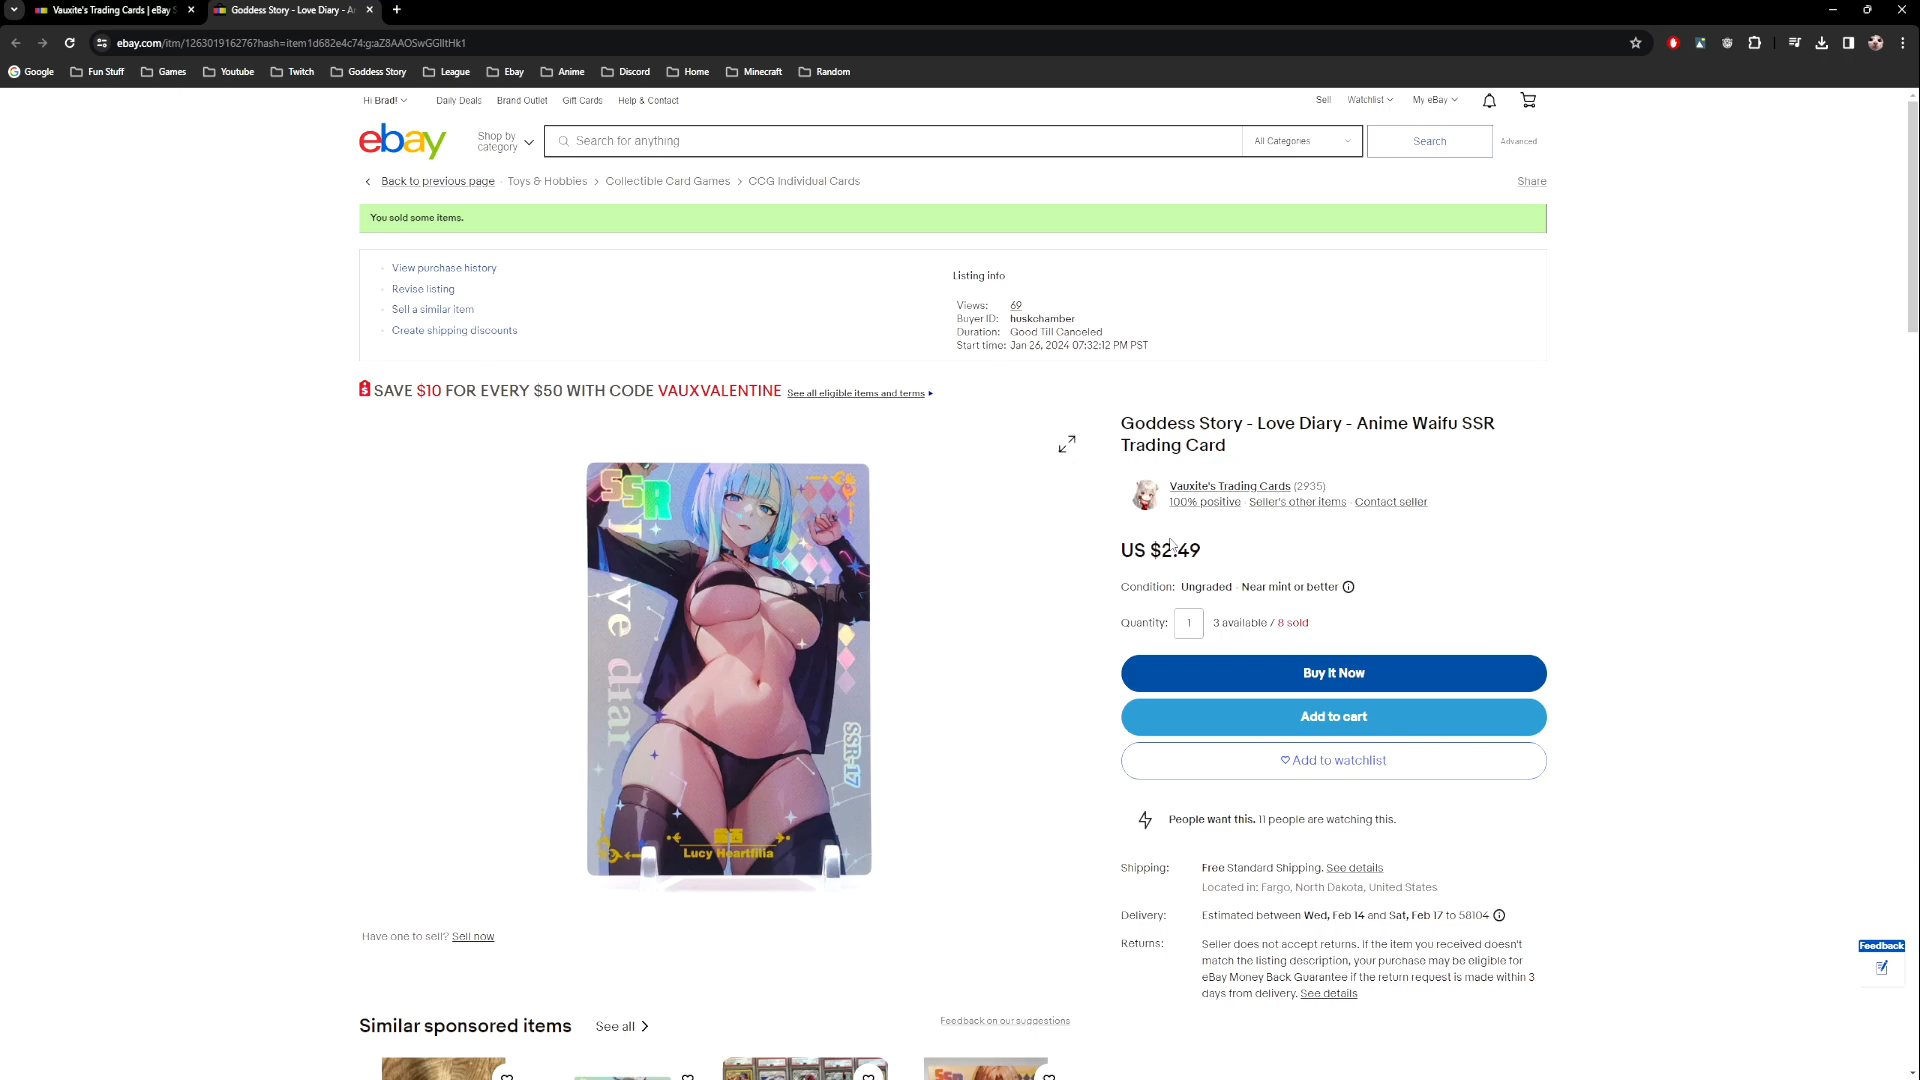 Vauxite's Trading Cards | eBay S
Goddess Story - Love Diary - An
ebay.com/itm/126301916276?hash=item1d682e4c74:g:aZ8AAOSwGGlltHk1
Google Fun Stuff Games Youtube Twitch Goddess Story League Ebay Anime Discord Home Minecraft Random
Hi Brad! Daily Deals Brand Outlet Gift Cards Help & Contact Sell Watchlist My eBay
ebay Shop by category Search for anything All Categories Search Advanced
Back to previous page Toys & Hobbies > Collectible Card Games > CCG Individual Cards Share
You sold some items.
View purchase history
Revise listing
Sell a similar item
Create shipping discounts
Listing info
Views: 69
Buyer ID: huskchamber
Duration: Good Till Canceled
Start time: Jan 26, 2024 07:32:12 PM PST
SAVE $10 FOR EVERY $50 WITH CODE VAUXVALENTINE See all eligible items and terms
SSR
Love diar
SSR-17
露西
Lucy Heartfilia
Goddess Story - Love Diary - Anime Waifu SSR
Trading Card
Vauxite's Trading Cards (2935)
100% positive · Seller's other items · Contact seller
US $2.49
Condition: Ungraded - Near mint or better
Quantity: 1 3 available / 8 sold
Buy It Now
Add to cart
Add to watchlist
People want this. 11 people are watching this.
Shipping: Free Standard Shipping. See details
Located in: Fargo, North Dakota, United States
Delivery: Estimated between Wed, Feb 14 and Sat, Feb 17 to 58104
Returns: Seller does not accept returns. If the item you received doesn't
match the listing description, your purchase may be eligible for
eBay Money Back Guarantee if the return request is made within 3
days from delivery. See details
Have one to sell? Sell now
Feedback
Similar sponsored items See all
Feedback on our suggestions
SSR